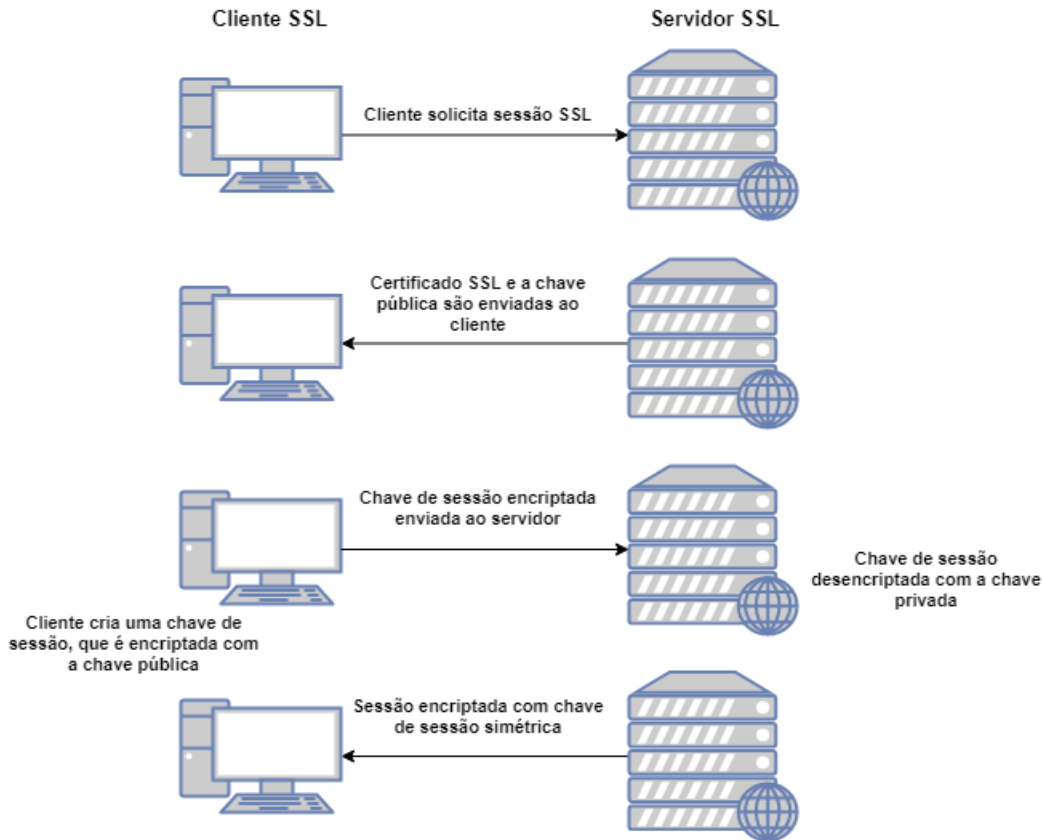 Cliente SSL
Servidor SSL
Cliente solicita sessão SSL
Certificado SSL e a chave
pública são enviadas ao
cliente
Chave de sessão encriptada
enviada ao servidor
Chave de sessão
desencriptada com a chave
privada
Cliente cria uma chave de
sessão, que é encriptada com
a chave pública
Sessão encriptada com chave
de sessão simétrica